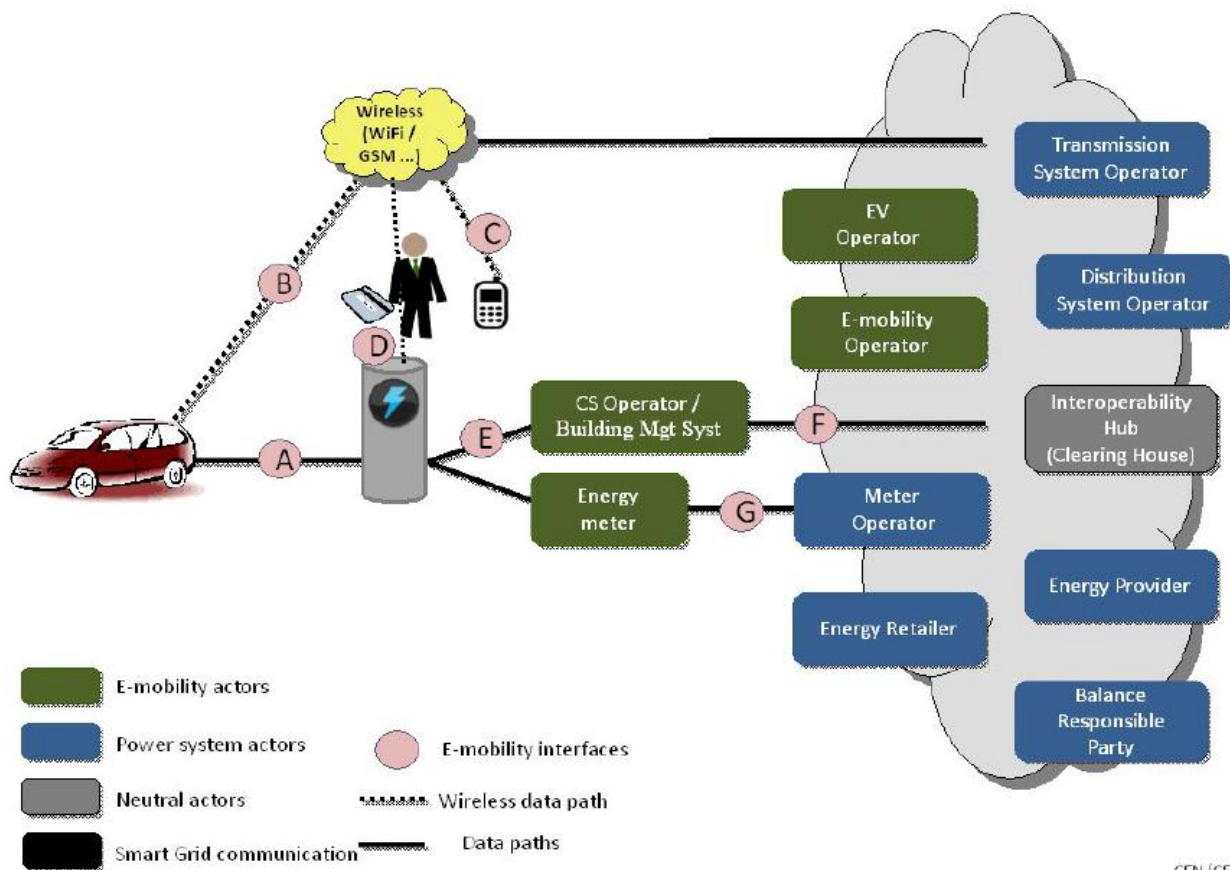 Wireless
(WiFi /
GSM ...)
Transmission
System Operator
EV
Operator
C
B
Distribution
System Operator
E-mobility
Operator
D
CS Operator /
Building Mgt Syst
Interoperability
Hub
(Clearing House)
E
F
A
Energy
meter
G
Meter
Operator
Energy Provider
Energy Retailer
E-mobility actors
Balance
Responsible
Party
Power system actors
E-mobility interfaces
Neutral actors
Wireless data path
Smart Grid communication
Data paths